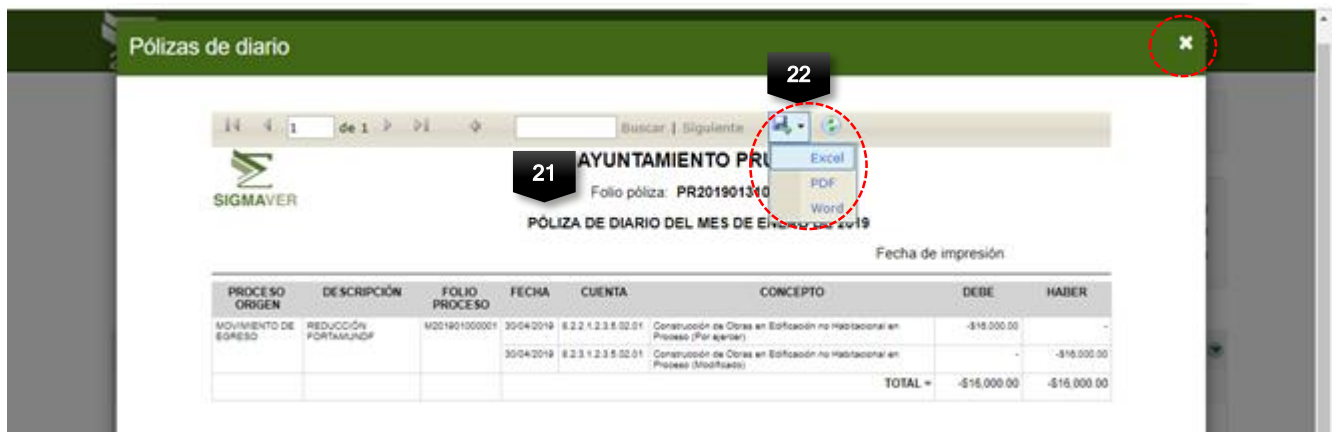 Pólizas de diario
22
1 de 1 Buscar | Siguiente
Excel
PDF
Word
21
SIGMAVER
AYUNTAMIENTO PRU
Folio póliza: PR201901310
PÓLIZA DE DIARIO DEL MES DE ENERO DE 2019
Fecha de impresión
PROCESO ORIGEN DESCRIPCIÓN FOLIO PROCESO FECHA CUENTA CONCEPTO DEBE HABER
MOVIMIENTO DE REDUCCIÓN M201901000001 30/04/2019 8.2.2.1.2.3.5.02.01 Construcción de Obras en Edificación no Habitacional en -$16,000.00 -
EGRESO FORTAMUNDF Proceso (Por ejercer)
30/04/2019 8.2.3.1.2.3.5.02.01 Construcción de Obras en Edificación no Habitacional en - -$16,000.00
Proceso (Modificado)
TOTAL = -$16,000.00 -$16,000.00